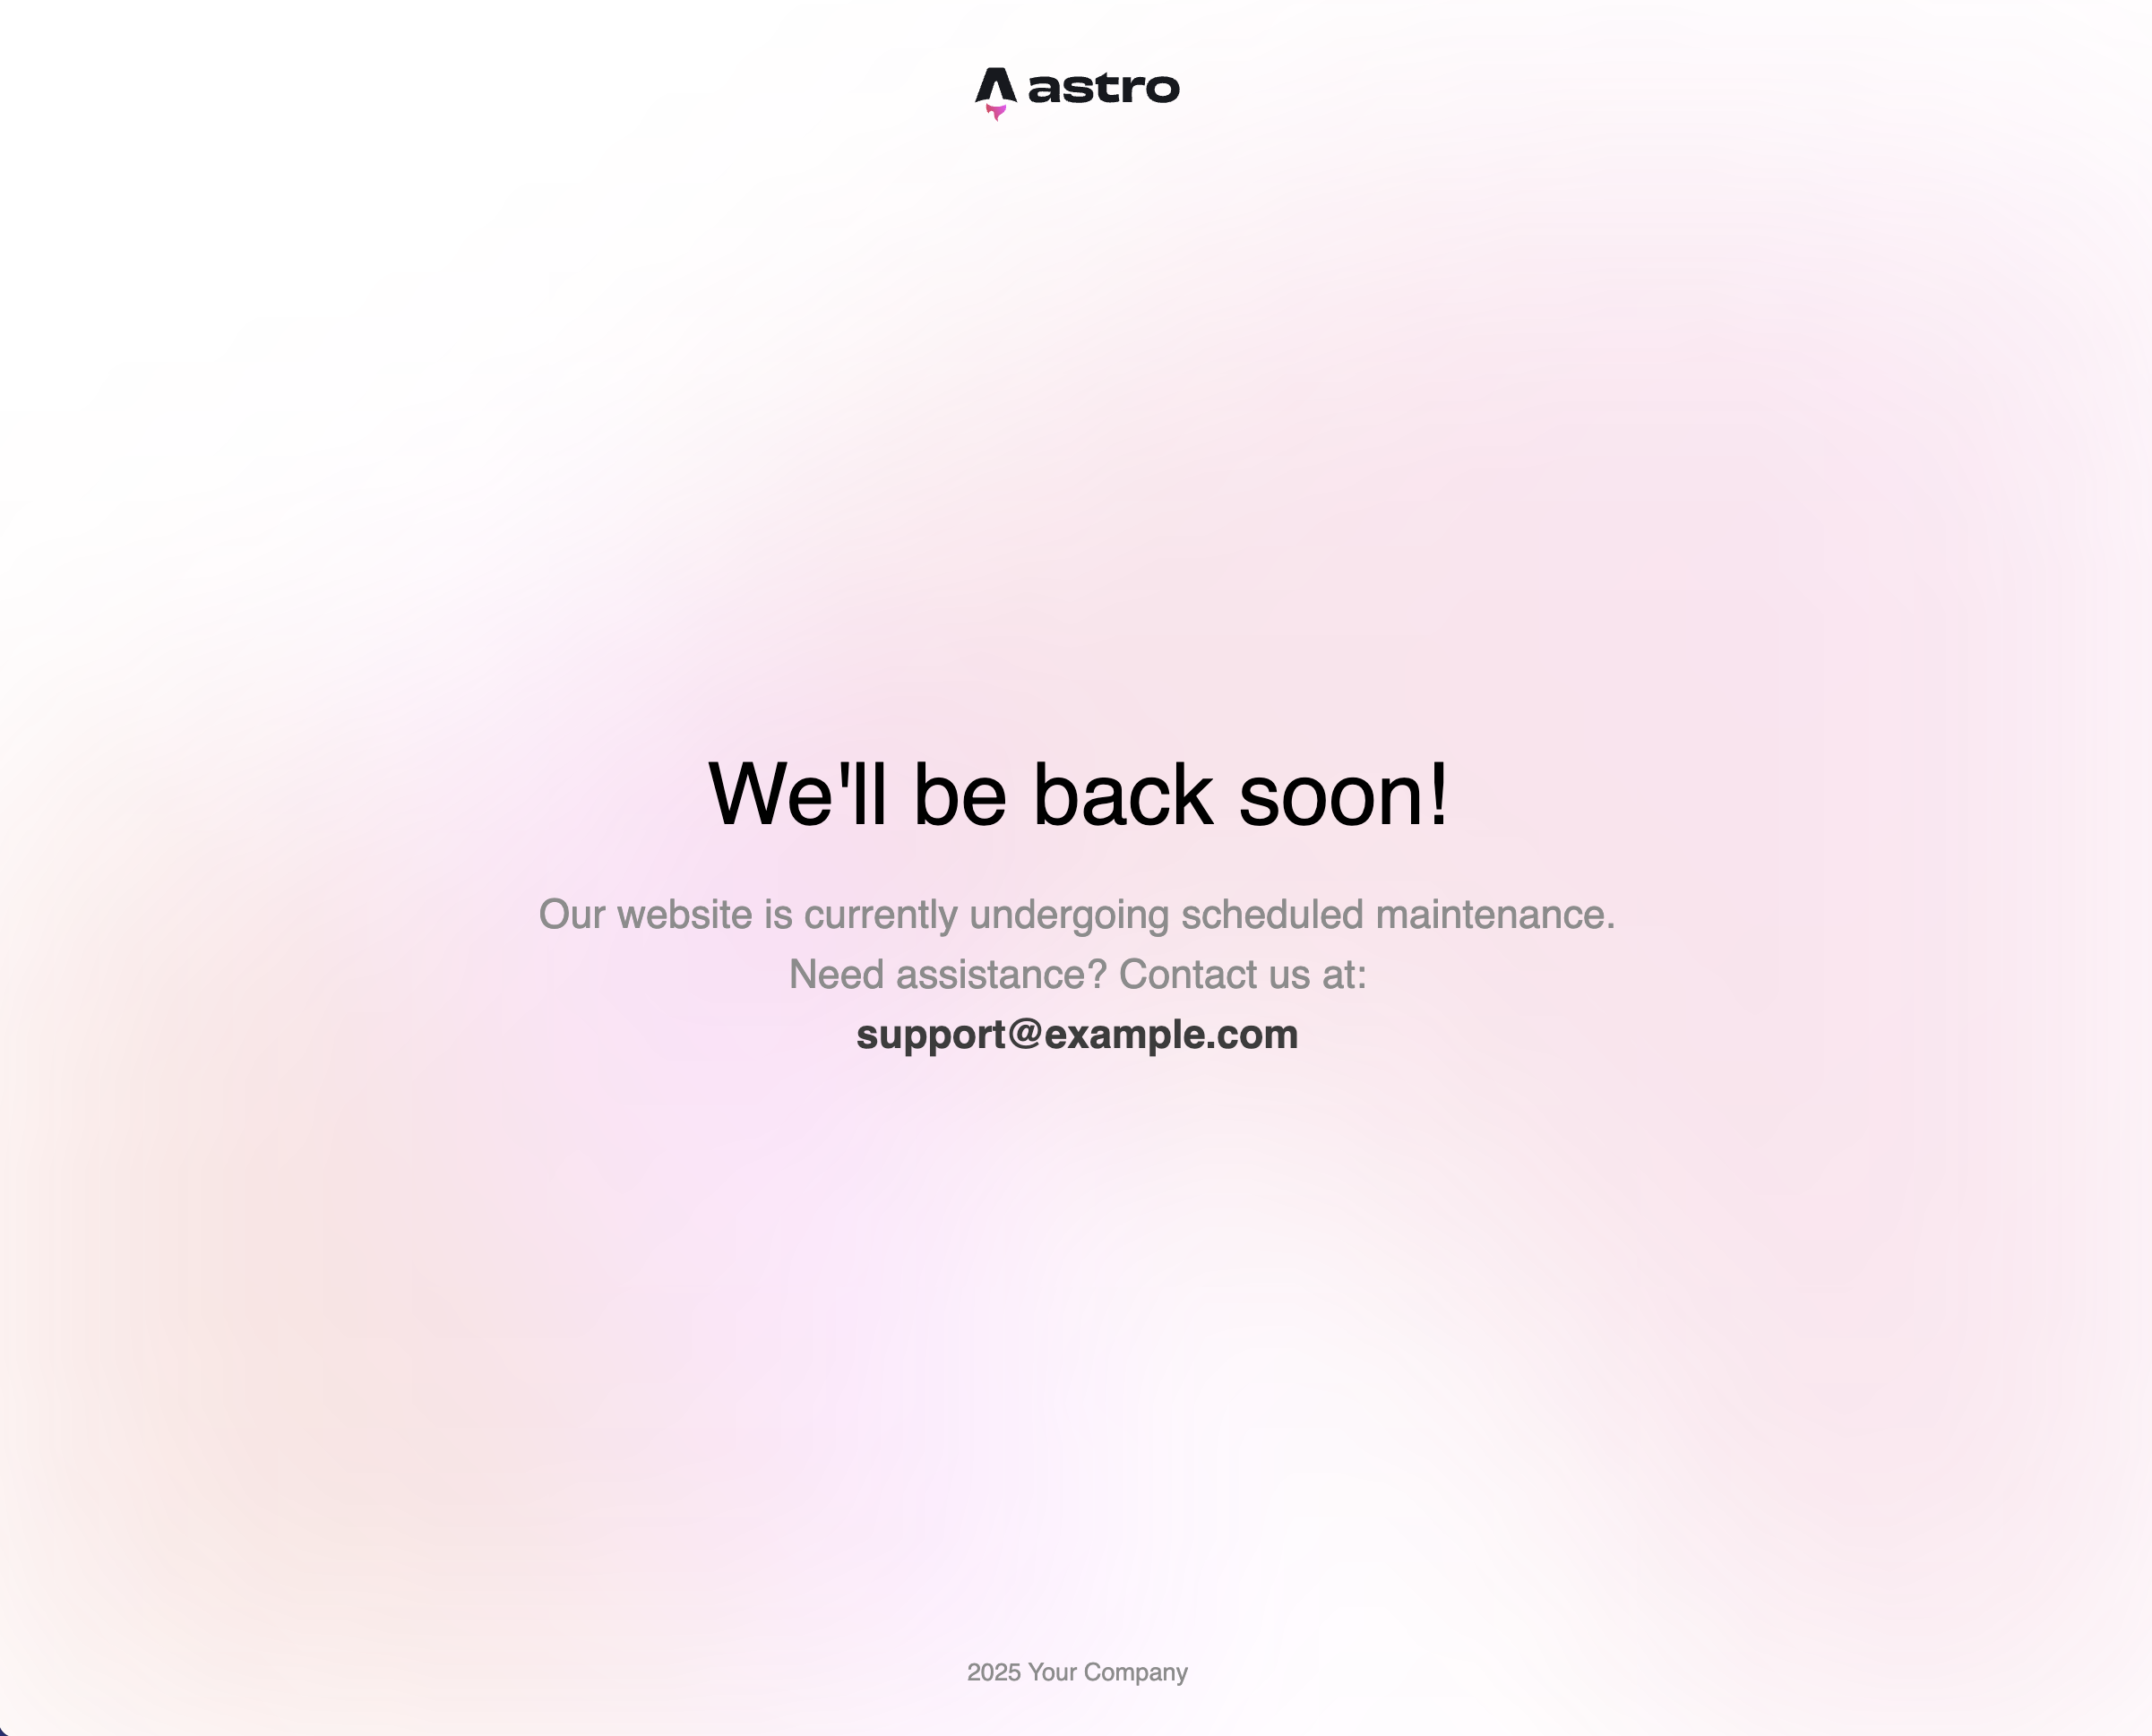 astro
We'll be back soon!
Our website is currently undergoing scheduled maintenance.
Need assistance? Contact us at:
support@example.com
2025 Your Company